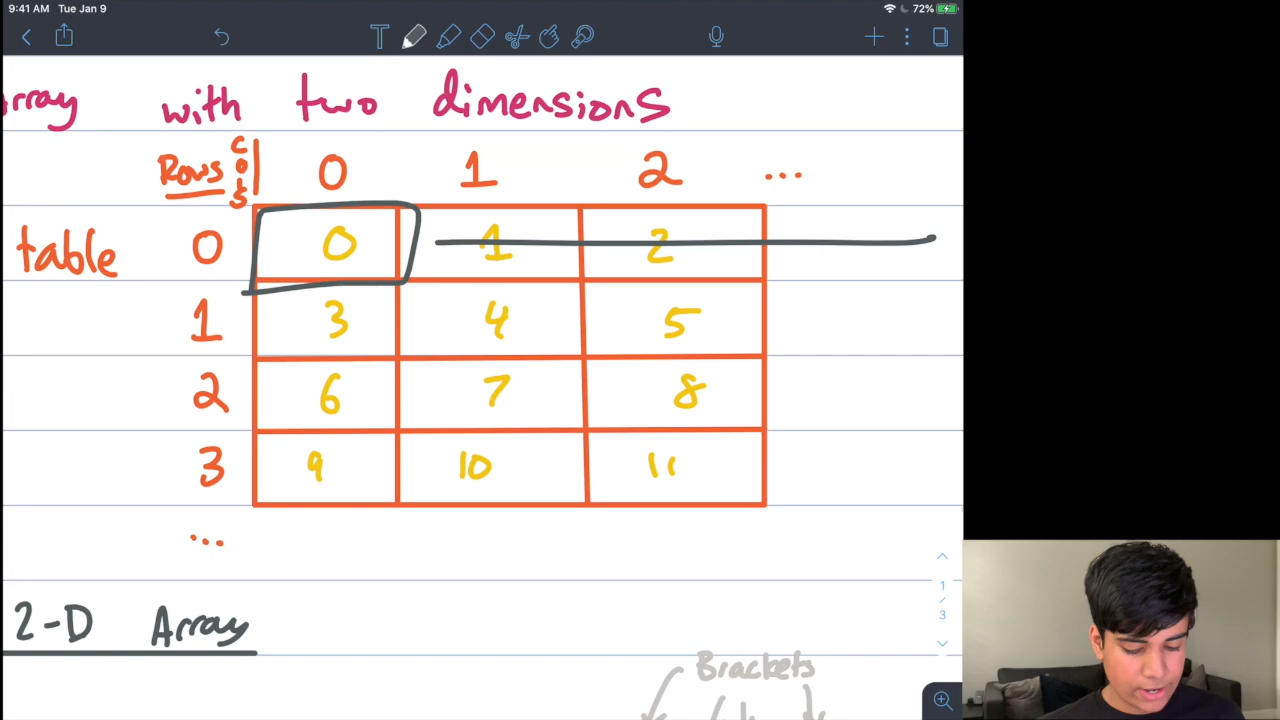 9:41 AM Tue Jan 9
72%
Array with two dimensions
Rows Cols 0 1 2 ...
table 0 0 1 2
1 3 4 5
2 6 7 8
3 9 10 11
...
1
/
3
2-D Array
Brackets